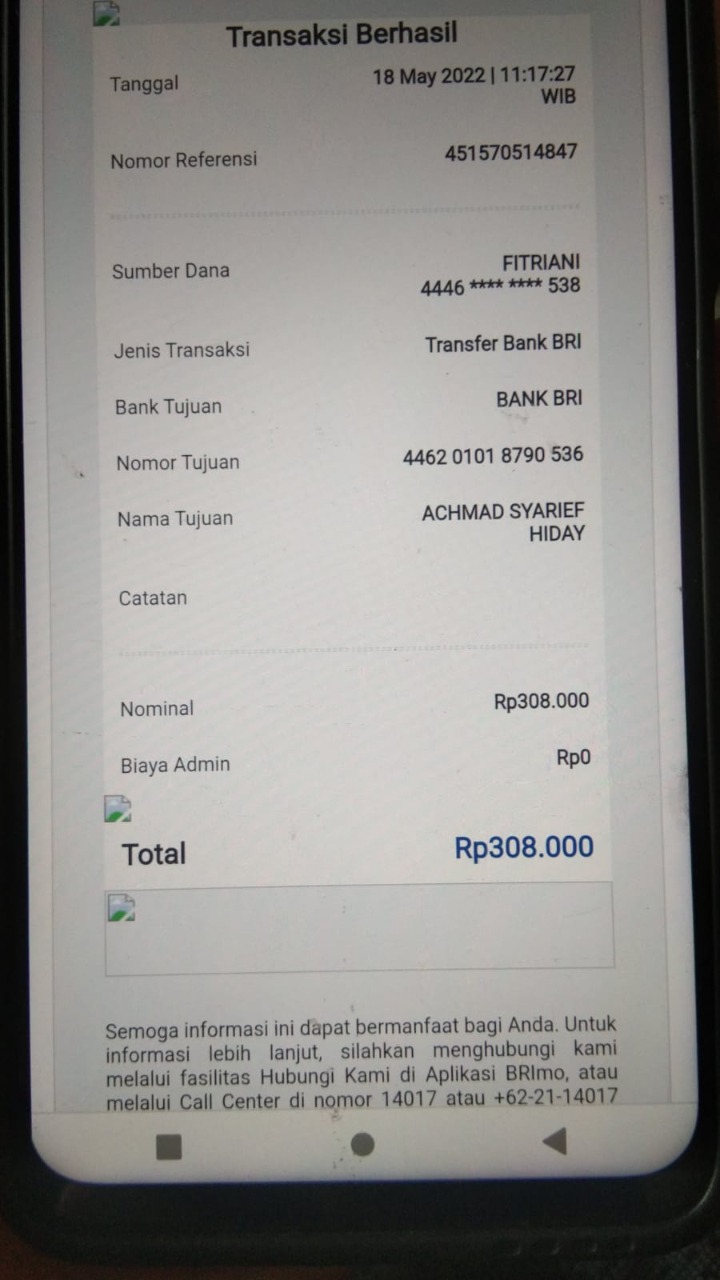 Transaksi Berhasil
Tanggal 18 May 2022 | 11:17:27
WIB
Nomor Referensi 451570514847
Sumber Dana FITRIANI
4446 **** **** 538
Jenis Transaksi Transfer Bank BRI
Bank Tujuan BANK BRI
Nomor Tujuan 4462 0101 8790 536
Nama Tujuan ACHMAD SYARIEF
HIDAY
Catatan
Nominal Rp308.000
Biaya Admin Rp0
Total Rp308.000
Semoga informasi ini dapat bermanfaat bagi Anda. Untuk
informasi lebih lanjut, silahkan menghubungi kami
melalui fasilitas Hubungi Kami di Aplikasi BRImo, atau
melalui Call Center di nomor 14017 atau +62-21-14017